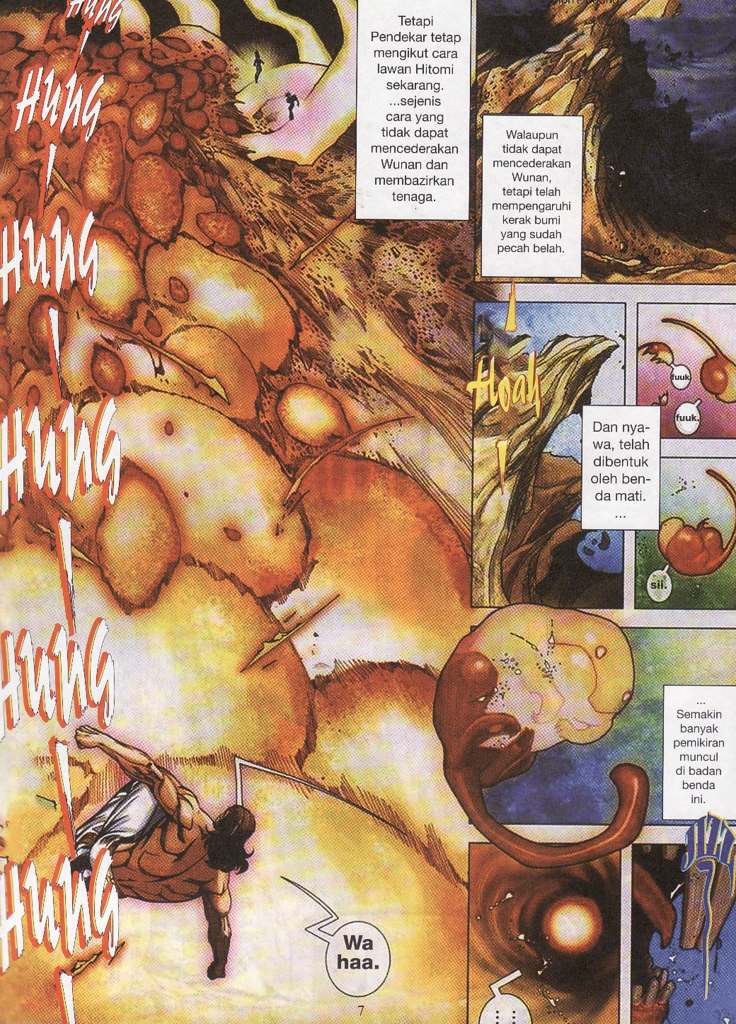 Hung
Hung
Hung
Hung
Hung
Hung
Tetapi
Pendekar tetap
mengikut cara
lawan Hitomi
sekarang.
...sejenis
cara yang
tidak dapat
mencederakan
Wunan dan
membazirkan
tenaga.
Walaupun
tidak dapat
mencederakan
Wunan,
tetapi telah
mempengaruhi
kerak bumi
yang sudah
pecah belah.
Hoah
!
fuuk.
fuuk.
Dan nya-
wa, telah
dibentuk
oleh ben-
da mati.
...
sii.
...
Semakin
banyak
pemikiran
muncul
di badan
benda
ini.
Wa
haa.
7